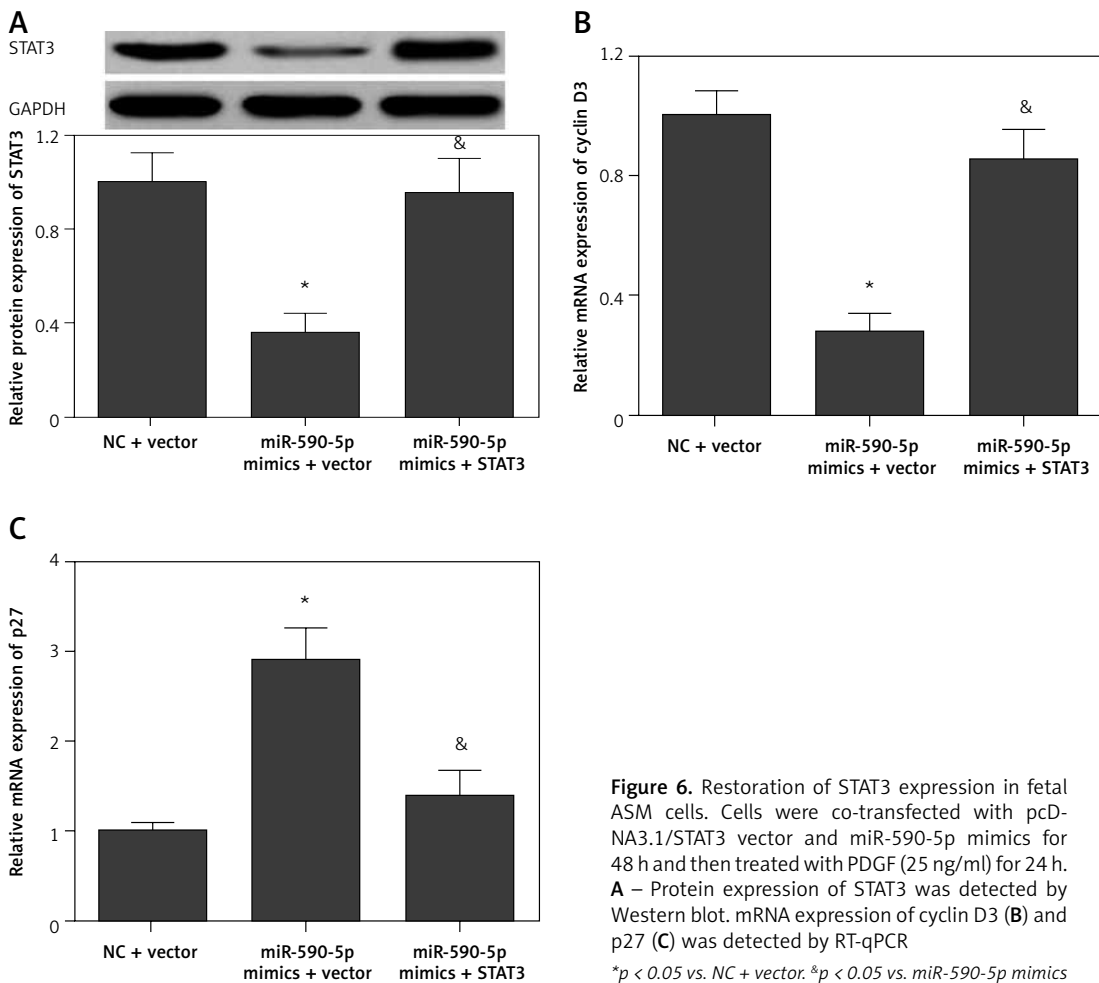 A
STAT3
GAPDH
Relative protein expression of STAT3
1.2
0.8
0.4
0
*
&
NC + vector
miR-590-5p
mimics + vector
miR-590-5p
mimics + STAT3
B
Relative mRNA expression of cyclin D3
1.2
0.8
0.4
0
*
&
NC + vector
miR-590-5p
mimics + vector
miR-590-5p
mimics + STAT3
C
Relative mRNA expression of p27
4
3
2
1
0
*
&
NC + vector
miR-590-5p
mimics + vector
miR-590-5p
mimics + STAT3
Figure 6. Restoration of STAT3 expression in fetal
ASM cells. Cells were co-transfected with pcD-
NA3.1/STAT3 vector and miR-590-5p mimics for
48 h and then treated with PDGF (25 ng/ml) for 24 h.
A – Protein expression of STAT3 was detected by
Western blot. mRNA expression of cyclin D3 (B) and
p27 (C) was detected by RT-qPCR
*p < 0.05 vs. NC + vector. &p < 0.05 vs. miR-590-5p mimics